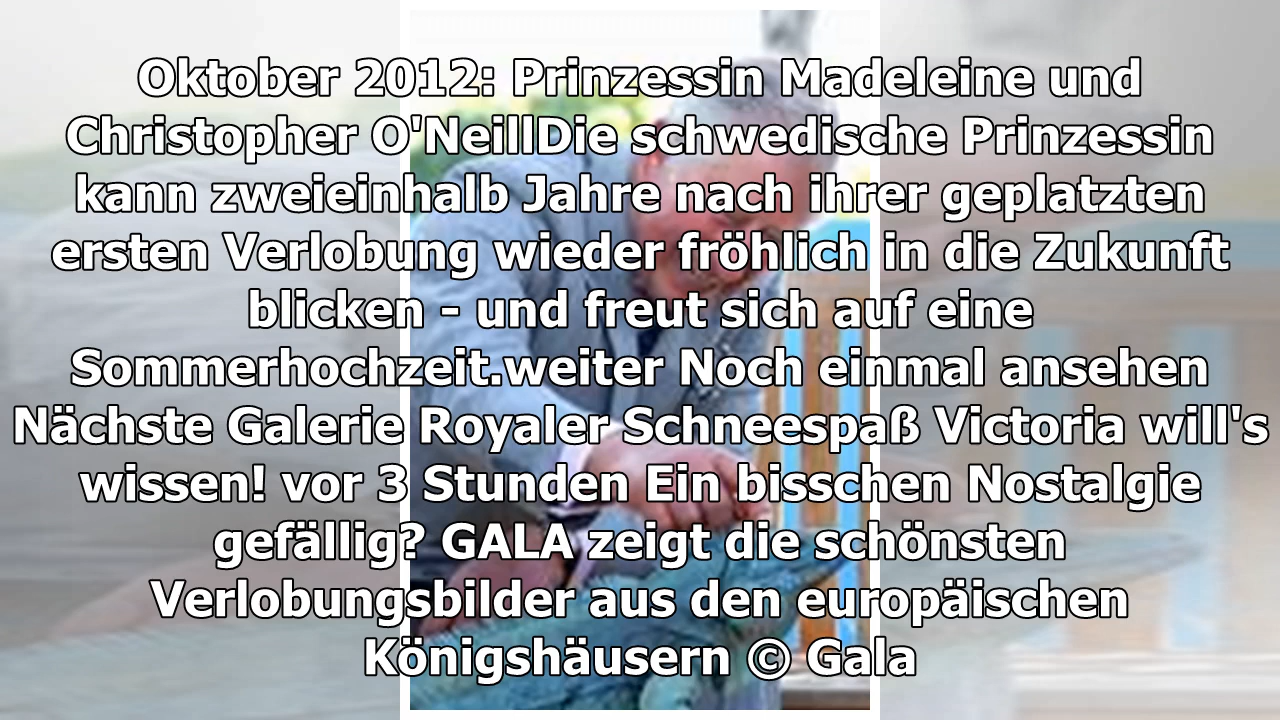 Oktober 2012: Prinzessin Madeleine und
Christopher O'NeillDie schwedische Prinzessin
kann zweieinhalb Jahre nach ihrer geplatzten
ersten Verlobung wieder fröhlich in die Zukunft
blicken - und freut sich auf eine
Sommerhochzeit.weiter Noch einmal ansehen
Nächste Galerie Royaler Schneespaß Victoria will's
wissen! vor 3 Stunden Ein bisschen Nostalgie
gefällig? GALA zeigt die schönsten
Verlobungsbilder aus den europäischen
Königshäusern © Gala